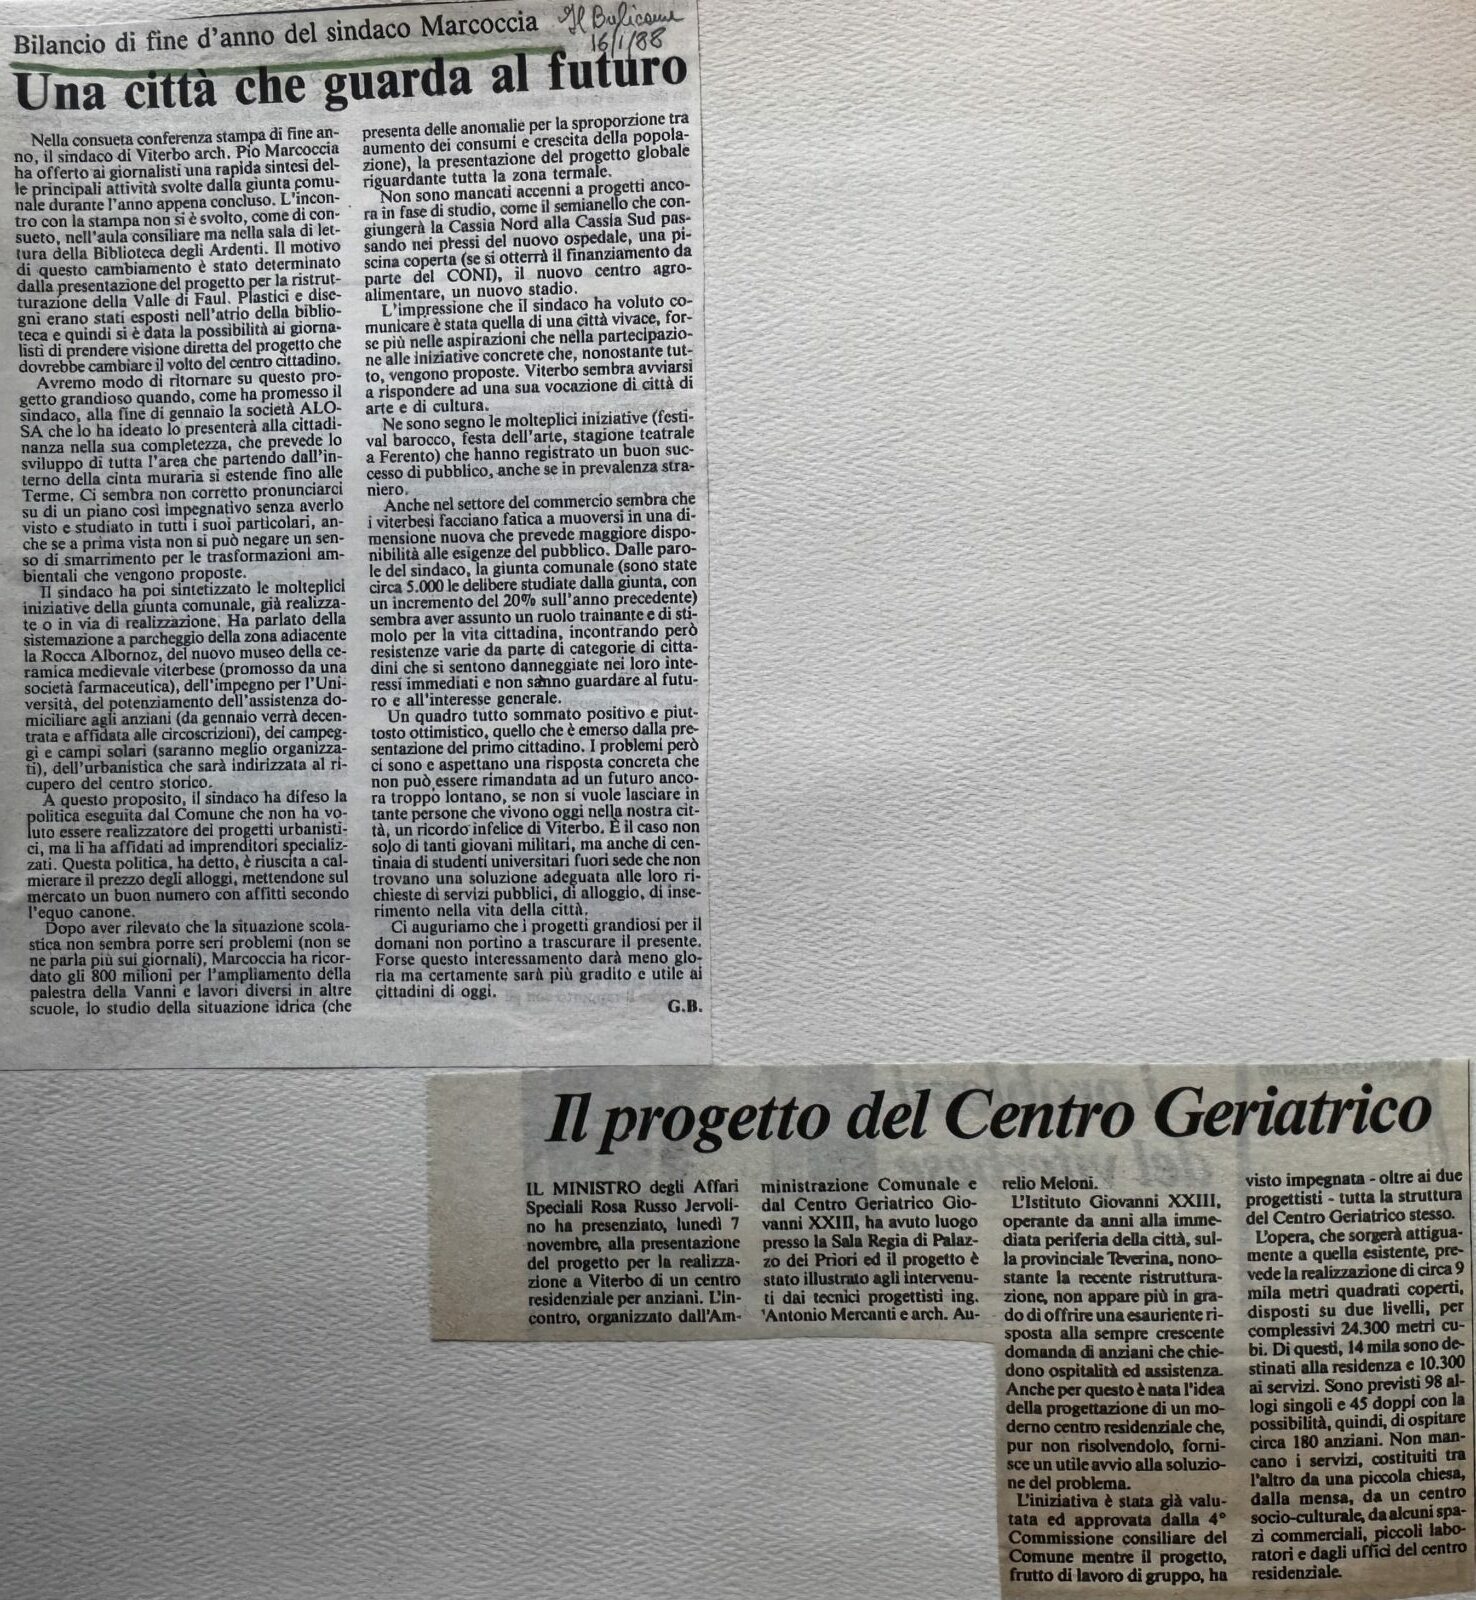 Bilancio di fine d'anno del sindaco Marcoccia
Il Bulicame
16/1/88
Una città che guarda al futuro
Nella consueta conferenza stampa di fine an-
no, il sindaco di Viterbo arch. Pio Marcoccia
ha offerto ai giornalisti una rapida sintesi del-
le principali attività svolte dalla giunta comu-
nale durante l'anno appena concluso. L'incon-
tro con la stampa non si è svolto, come di con-
sueto, nell'aula consiliare ma nella sala di let-
tura della Biblioteca degli Ardenti. Il motivo
di questo cambiamento è stato determinato
dalla presentazione del progetto per la ristrut-
turazione della Valle di Faul. Plastici e dise-
gni erano stati esposti nell'atrio della biblio-
teca e quindi si è data la possibilità ai giorna-
listi di prendere visione diretta del progetto che
dovrebbe cambiare il volto del centro cittadino.
Avremo modo di ritornare su questo pro-
getto grandioso quando, come ha promesso il
sindaco, alla fine di gennaio la società ALO-
SA che lo ha ideato lo presenterà alla cittadi-
nanza nella sua completezza, che prevede lo
sviluppo di tutta l'area che partendo dall'in-
terno della cinta muraria si estende fino alle
Terme. Ci sembra non corretto pronunciarci
su di un piano così impegnativo senza averlo
visto e studiato in tutti i suoi particolari, an-
che se a prima vista non si può negare un sen-
so di smarrimento per le trasformazioni am-
bientali che vengono proposte.
Il sindaco ha poi sintetizzato le molteplici
iniziative della giunta comunale, già realizza-
te o in via di realizzazione. Ha parlato della
sistemazione a parcheggio della zona adiacente
la Rocca Albornoz, del nuovo museo della ce-
ramica medievale viterbese (promosso da una
società farmaceutica), dell'impegno per l'Uni-
versità, del potenziamento dell'assistenza do-
miciliare agli anziani (da gennaio verrà decen-
trata e affidata alle circoscrizioni), dei campeg-
gi e campi solari (saranno meglio organizza-
ti), dell'urbanistica che sarà indirizzata al ri-
cupero del centro storico.
A questo proposito, il sindaco ha difeso la
politica eseguita dal Comune che non ha vo-
luto essere realizzatore dei progetti urbanisti-
ci, ma li ha affidati ad imprenditori specializ-
zati. Questa politica, ha detto, è riuscita a cal-
mierare il prezzo degli alloggi, mettendone sul
mercato un buon numero con affitti secondo
l'equo canone.
Dopo aver rilevato che la situazione scola-
stica non sembra porre seri problemi (non se
ne parla più sui giornali), Marcoccia ha ricor-
dato gli 800 milioni per l'ampliamento della
palestra della Vanni e lavori diversi in altre
scuole, lo studio della situazione idrica (che
presenta delle anomalie per la sproporzione tra
aumento dei consumi e crescita della popola-
zione), la presentazione del progetto globale
riguardante tutta la zona termale.
Non sono mancati accenni a progetti anco-
ra in fase di studio, come il semianello che con-
giungerà la Cassia Nord alla Cassia Sud pas-
sando nei pressi del nuovo ospedale, una pi-
scina coperta (se si otterrà il finanziamento da
parte del CONI), il nuovo centro agro-
alimentare, un nuovo stadio.
L'impressione che il sindaco ha voluto co-
municare è stata quella di una città vivace, for-
se più nelle aspirazioni che nella partecipazio-
ne alle iniziative concrete che, nonostante tut-
to, vengono proposte. Viterbo sembra avviarsi
a rispondere ad una sua vocazione di città di
arte e di cultura.
Ne sono segno le molteplici iniziative (festi-
val barocco, festa dell'arte, stagione teatrale
a Ferento) che hanno registrato un buon suc-
cesso di pubblico, anche se in prevalenza stra-
niero.
Anche nel settore del commercio sembra che
i viterbesi facciano fatica a muoversi in una di-
mensione nuova che prevede maggiore dispo-
nibilità alle esigenze del pubblico. Dalle paro-
le del sindaco, la giunta comunale (sono state
circa 5.000 le delibere studiate dalla giunta, con
un incremento del 20% sull'anno precedente)
sembra aver assunto un ruolo trainante e di sti-
molo per la vita cittadina, incontrando però
resistenze varie da parte di categorie di citta-
dini che si sentono danneggiate nei loro inte-
ressi immediati e non sanno guardare al futu-
ro e all'interesse generale.
Un quadro tutto sommato positivo e piut-
tosto ottimistico, quello che è emerso dalla pre-
sentazione del primo cittadino. I problemi però
ci sono e aspettano una risposta concreta che
non può essere rimandata ad un futuro anco-
ra troppo lontano, se non si vuole lasciare in
tante persone che vivono oggi nella nostra cit-
tà, un ricordo infelice di Viterbo. È il caso non
solo di tanti giovani militari, ma anche di cen-
tinaia di studenti universitari fuori sede che non
trovano una soluzione adeguata alle loro ri-
chieste di servizi pubblici, di alloggio, di inse-
rimento nella vita della città.
Ci auguriamo che i progetti grandiosi per il
domani non portino a trascurare il presente.
Forse questo interessamento darà meno glo-
ria ma certamente sarà più gradito e utile ai
cittadini di oggi.
G.B.
Il progetto del Centro Geriatrico
IL MINISTRO degli Affari
Speciali Rosa Russo Jervoli-
no ha presenziato, lunedì 7
novembre, alla presentazione
del progetto per la realizza-
zione a Viterbo di un centro
residenziale per anziani. L'in-
contro, organizzato dall'Am-
ministrazione Comunale e
dal Centro Geriatrico Gio-
vanni XXIII, ha avuto luogo
presso la Sala Regia di Palaz-
zo dei Priori ed il progetto è
stato illustrato agli intervenu-
ti dai tecnici progettisti ing.
Antonio Mercanti e arch. Au-
relio Meloni.
L'Istituto Giovanni XXIII,
operante da anni alla imme-
diata periferia della città, sul-
la provinciale Teverina, nono-
stante la recente ristruttura-
zione, non appare più in gra-
do di offrire una esauriente ri-
sposta alla sempre crescente
domanda di anziani che chie-
dono ospitalità ed assistenza.
Anche per questo è nata l'idea
della progettazione di un mo-
derno centro residenziale che,
pur non risolvendolo, forni-
sce un utile avvio alla soluzio-
ne del problema.
L'iniziativa è stata già valu-
tata ed approvata dalla 4°
Commissione consiliare del
Comune mentre il progetto,
frutto di lavoro di gruppo, ha
visto impegnata - oltre ai due
progettisti - tutta la struttura
del Centro Geriatrico stesso.
L'opera, che sorgerà attigua-
mente a quella esistente, pre-
vede la realizzazione di circa 9
mila metri quadrati coperti,
disposti su due livelli, per
complessivi 24.300 metri cu-
bi. Di questi, 14 mila sono de-
stinati alla residenza e 10.300
ai servizi. Sono previsti 98 al-
logi singoli e 45 doppi con la
possibilità, quindi, di ospitare
circa 180 anziani. Non man-
cano i servizi, costituiti tra
l'altro da una piccola chiesa,
dalla mensa, da un centro
socio-culturale, da alcuni spa-
zi commerciali, piccoli labo-
ratori e dagli uffici del centro
residenziale.